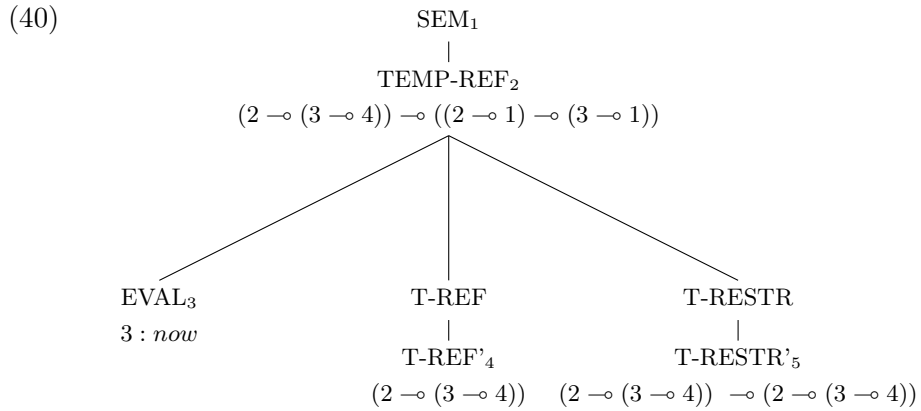 (40)
SEM₁
TEMP-REF₂
(2 ⊸ (3 ⊸ 4)) ⊸ ((2 ⊸ 1) ⊸ (3 ⊸ 1))
EVAL₃ T-REF T-RESTR
3 : now
T-REF'₄ T-RESTR'₅
(2 ⊸ (3 ⊸ 4)) (2 ⊸ (3 ⊸ 4)) ⊸ (2 ⊸ (3 ⊸ 4))